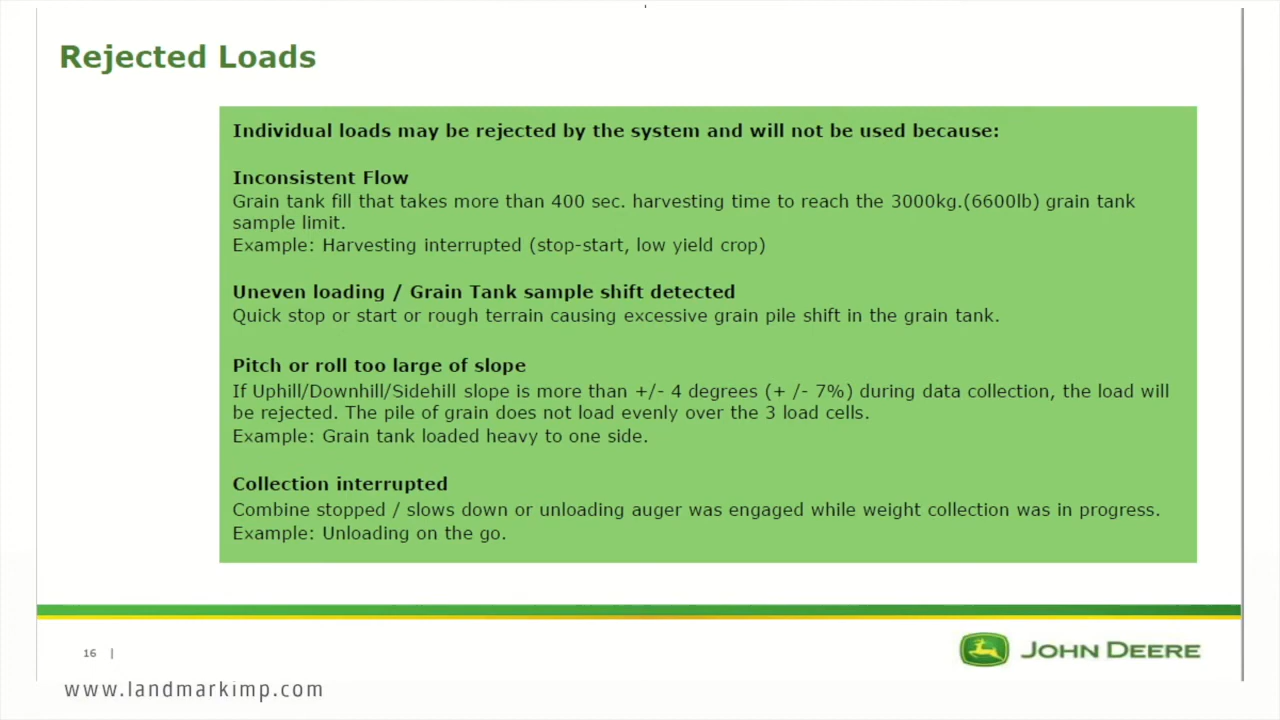 Rejected Loads
Individual loads may be rejected by the system and will not be used because:
Inconsistent Flow
Grain tank fill that takes more than 400 sec. harvesting time to reach the 3000kg.(6600lb) grain tank
sample limit.
Example: Harvesting interrupted (stop-start, low yield crop)
Uneven loading / Grain Tank sample shift detected
Quick stop or start or rough terrain causing excessive grain pile shift in the grain tank.
Pitch or roll too large of slope
If Uphill/Downhill/Sidehill slope is more than +/- 4 degrees (+ /- 7%) during data collection, the load will
be rejected. The pile of grain does not load evenly over the 3 load cells.
Example: Grain tank loaded heavy to one side.
Collection interrupted
Combine stopped / slows down or unloading auger was engaged while weight collection was in progress.
Example: Unloading on the go.
16 |
JOHN DEERE
www.landmarkimp.com